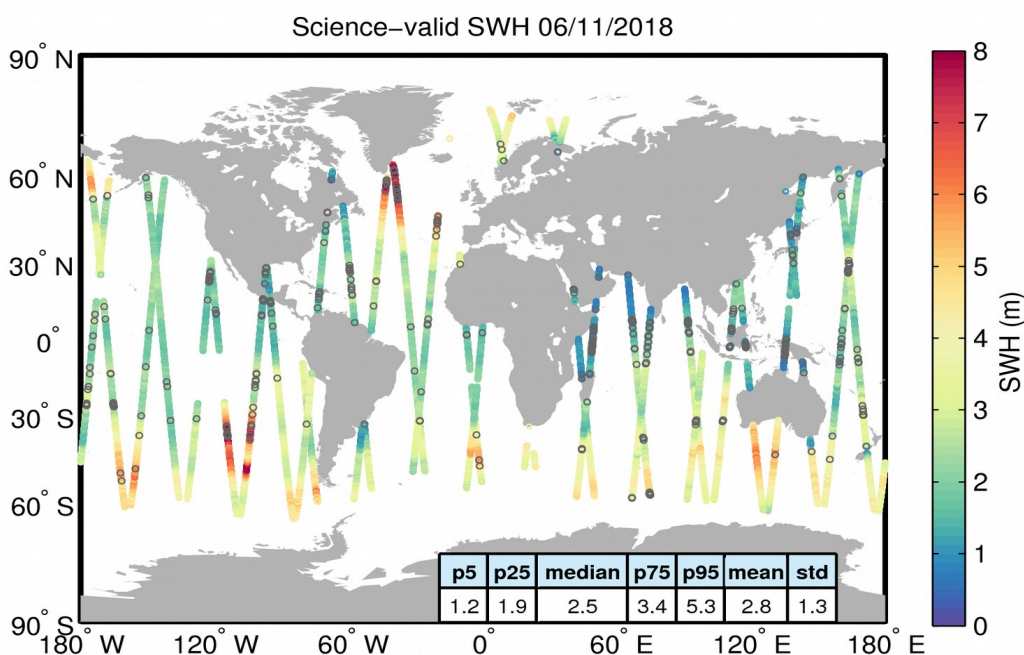 Science−valid SWH 06/11/2018
90° N
60° N
30° N
0°
30° S
60° S
90° S
180° W
120° W
60° W
0°
60° E
120° E
180° E
8
7
6
5
4
3
2
1
0
SWH (m)
p5 p25 median p75 p95 mean std
1.2 1.9 2.5 3.4 5.3 2.8 1.3